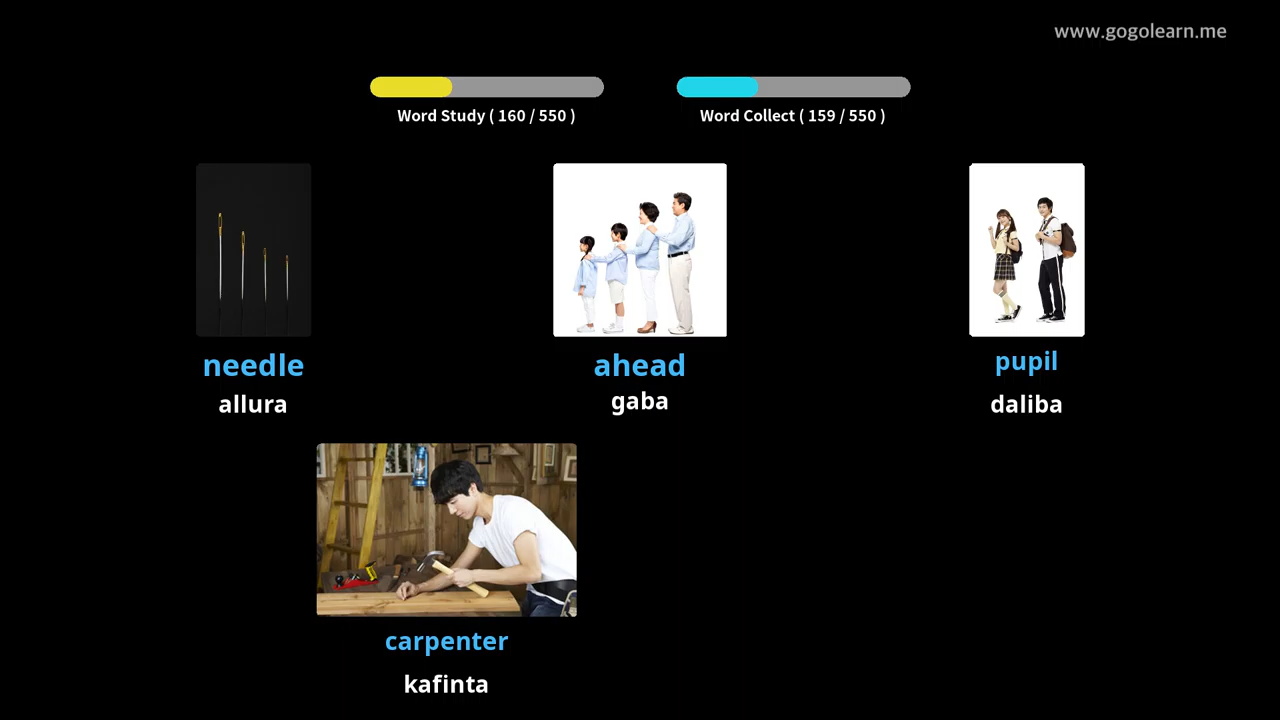 www.gogolearn.me
Word Study ( 160 / 550 )
Word Collect ( 159 / 550 )
needle
allura
ahead
gaba
pupil
daliba
carpenter
kafinta